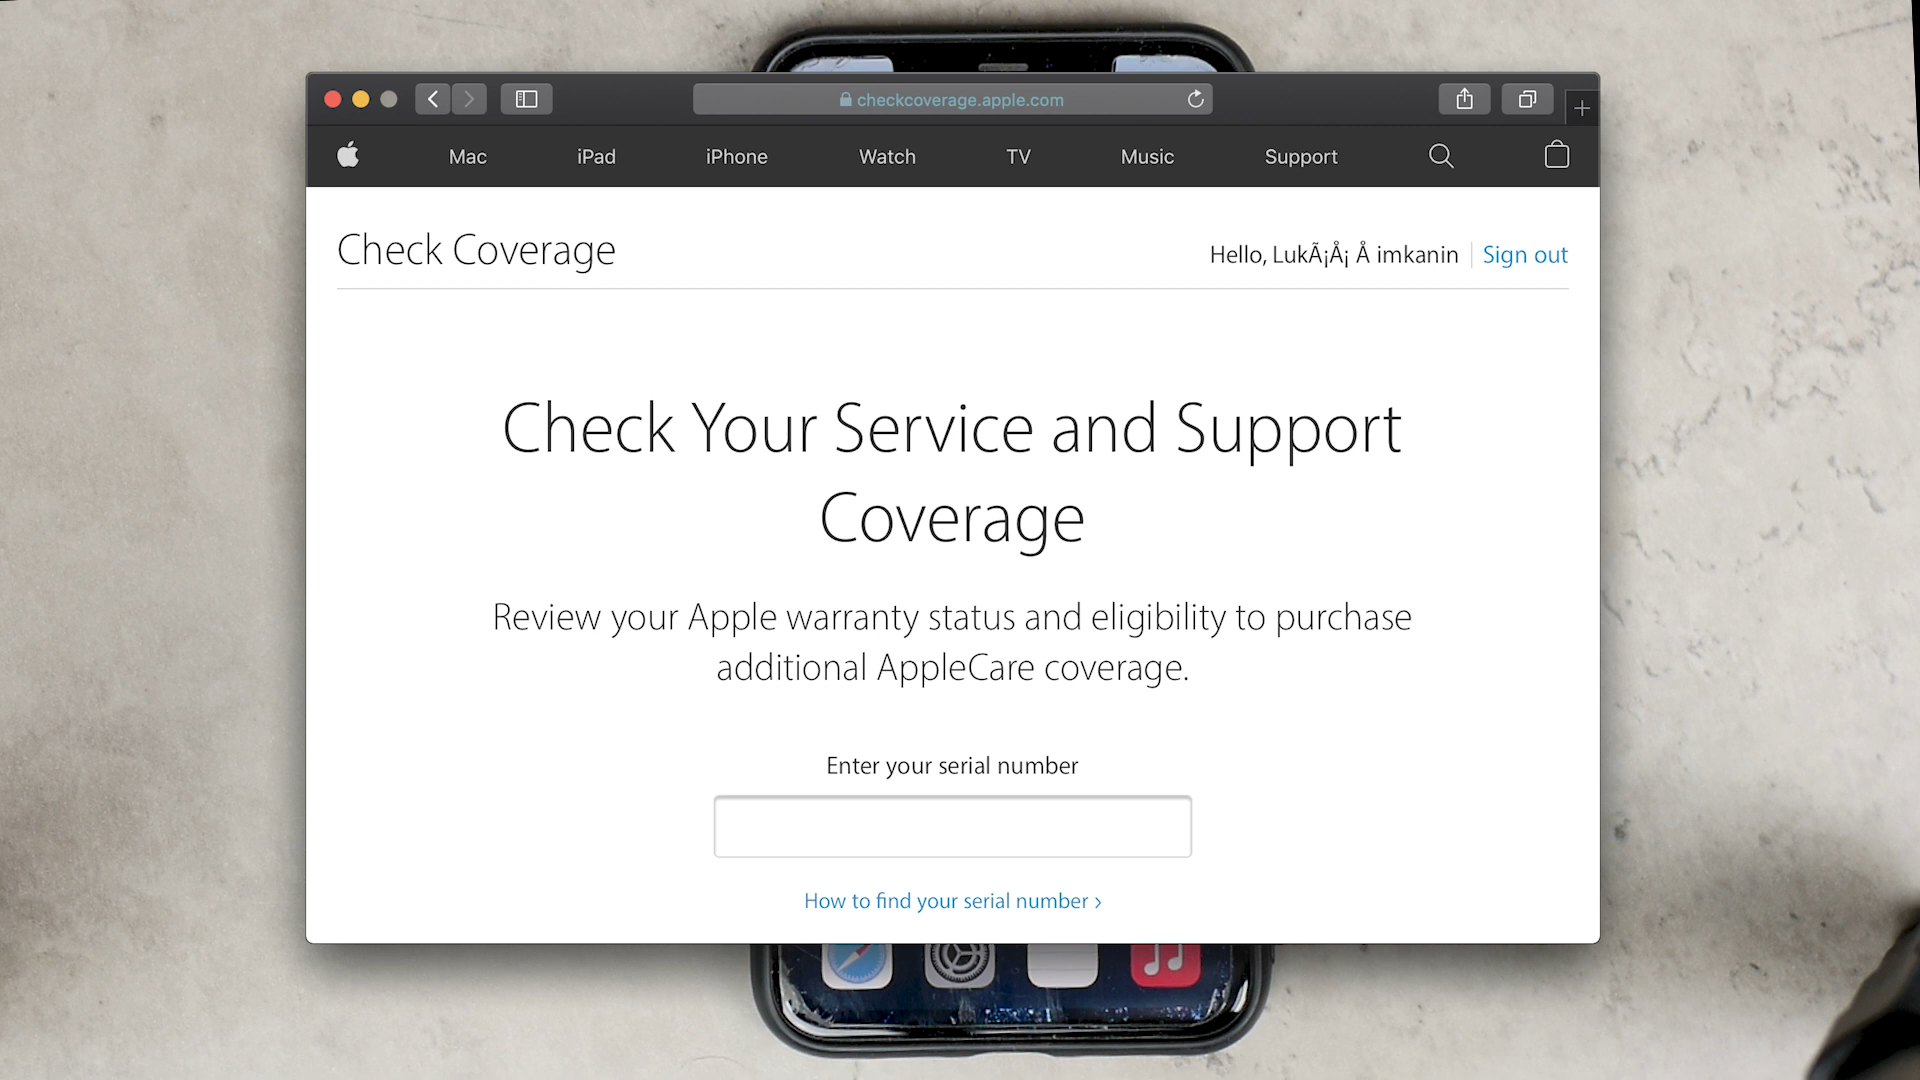 checkcoverage.apple.com
Mac iPad iPhone Watch TV Music Support
Check Coverage
Hello, LukÃ¡Å¡ Å imkanin Sign out
Check Your Service and Support
Coverage
Review your Apple warranty status and eligibility to purchase
additional AppleCare coverage.
Enter your serial number
How to find your serial number ›